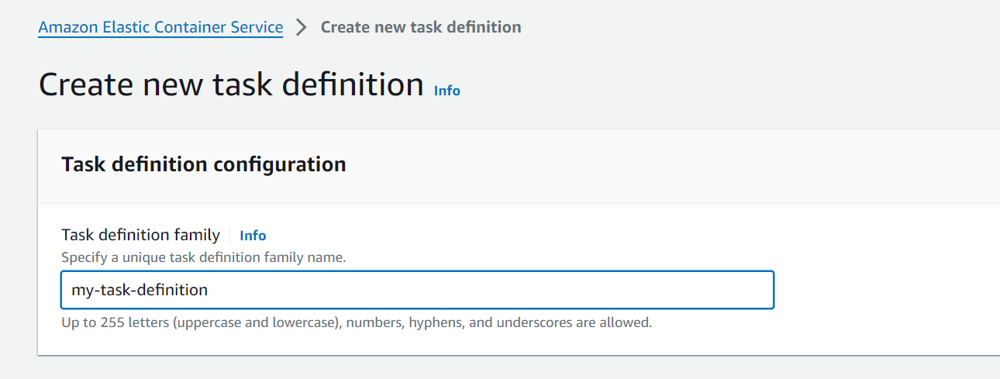 Amazon Elastic Container Service > Create new task definition
Create new task definition Info
Task definition configuration
Task definition family Info
Specify a unique task definition family name.
my-task-definition
Up to 255 letters (uppercase and lowercase), numbers, hyphens, and underscores are allowed.